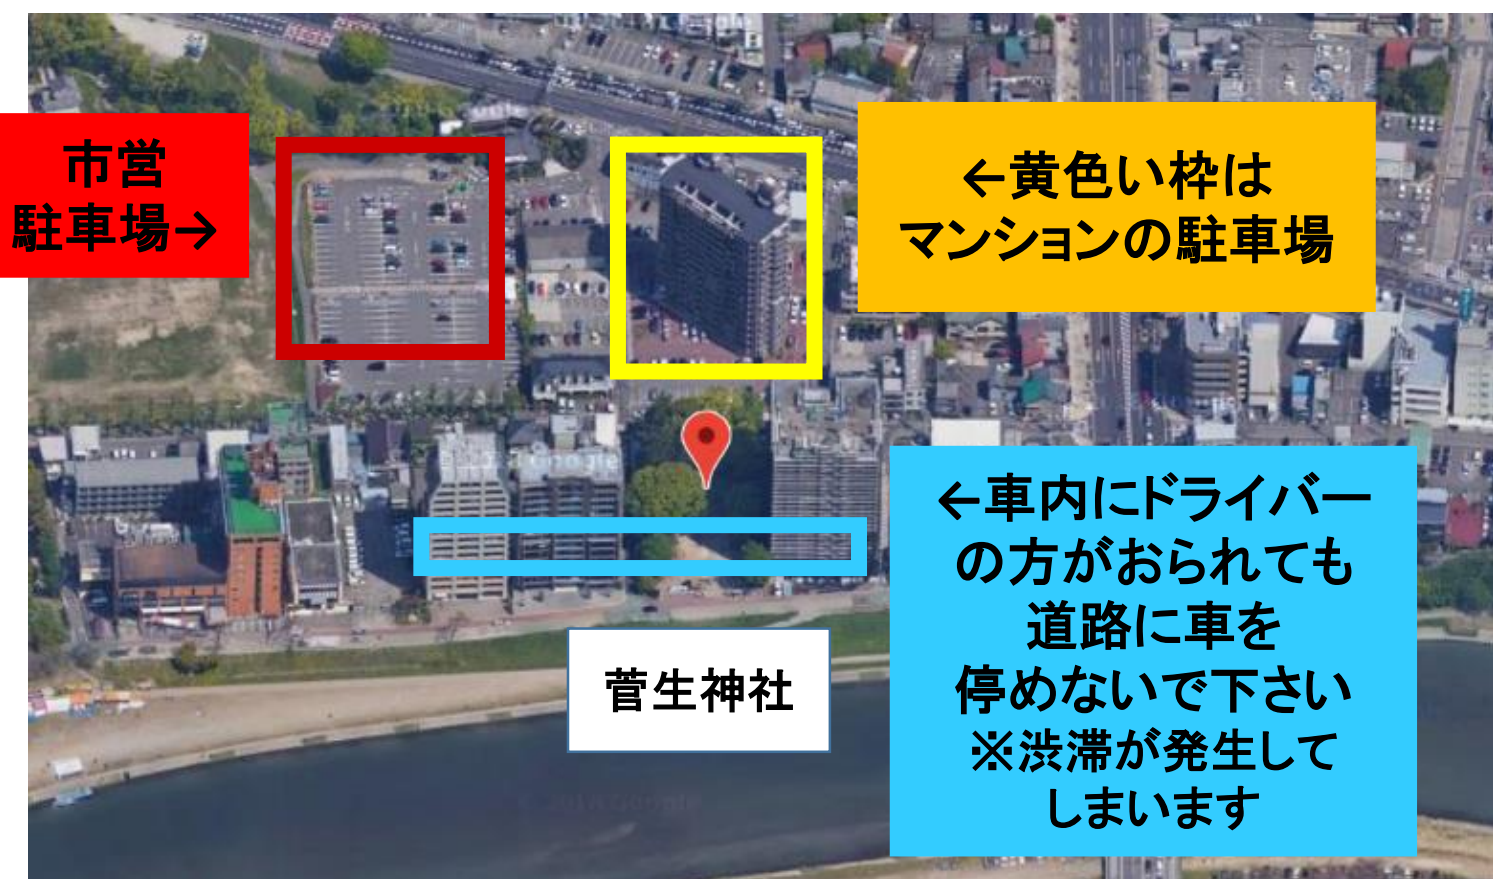 市営
駐車場→
←黄色い枠は
マンションの駐車場
Google
←車内にドライバー
の方がおられても
道路に車を
停めないで下さい
※渋滞が発生して
しまいます
菅生神社